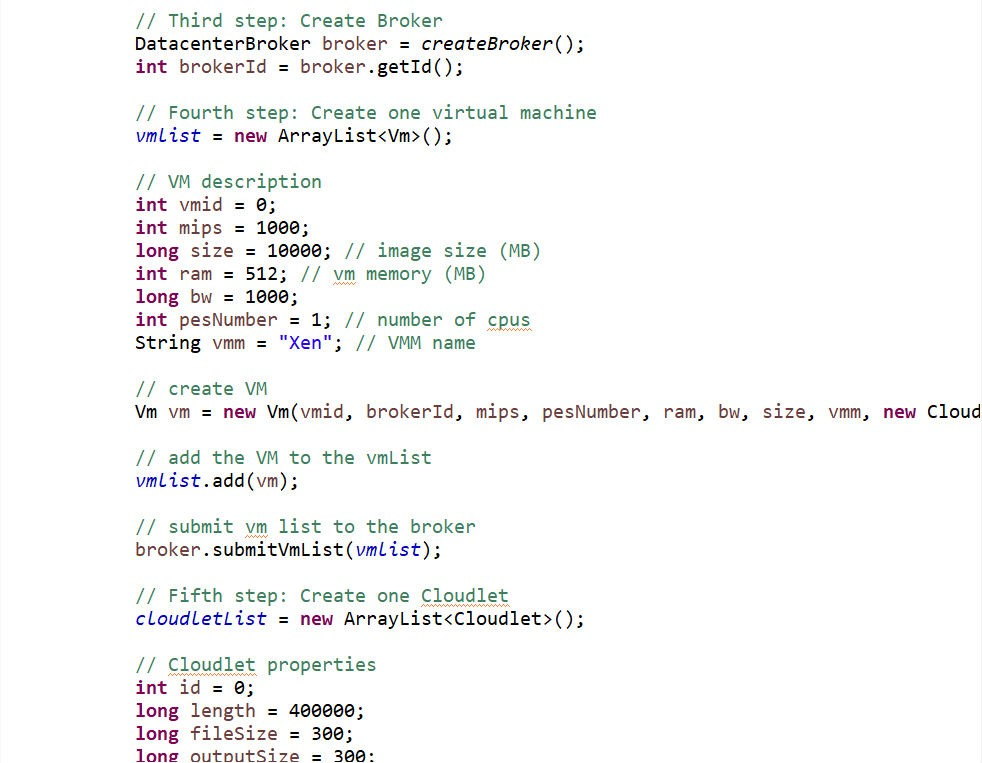 // Third step: Create Broker
DatacenterBroker broker = createBroker();
int brokerId = broker.getId();
// Fourth step: Create one virtual machine
vmlist = new ArrayList<Vm>();
// VM description
int vmid = 0;
int mips = 1000;
long size = 10000; // image size (MB)
int ram = 512; // vm memory (MB)
long bw = 1000;
int pesNumber = 1; // number of cpus
String vmm = "Xen"; // VMM name
// create VM
Vm vm = new Vm(vmid, brokerId, mips, pesNumber, ram, bw, size, vmm, new Cloud
// add the VM to the vmList
vmlist.add(vm);
// submit vm list to the broker
broker.submitVmList(vmlist);
// Fifth step: Create one Cloudlet
cloudletList = new ArrayList<Cloudlet>();
// Cloudlet properties
int id = 0;
long length = 400000;
long fileSize = 300;
long outputSize = 300;